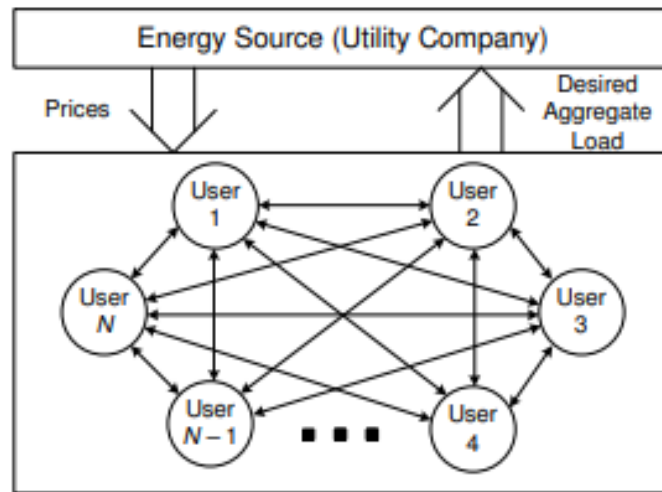 Energy Source (Utility Company)
Prices
Desired
Aggregate
Load
User
1
User
2
User
N
User
3
User
N – 1
User
4